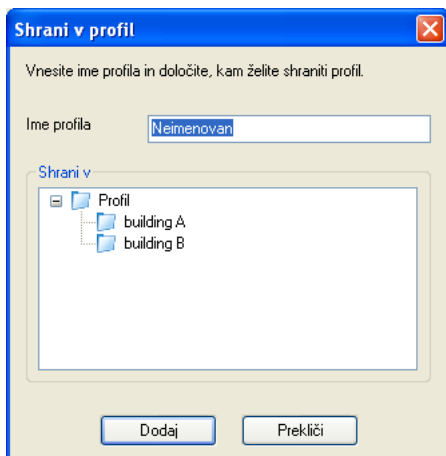 Shrani v profil
Vnesite ime profila in določite, kam želite shraniti profil.
Ime profila
Neimenovan
Shrani v
Profil
building A
building B
Dodaj
Prekliči